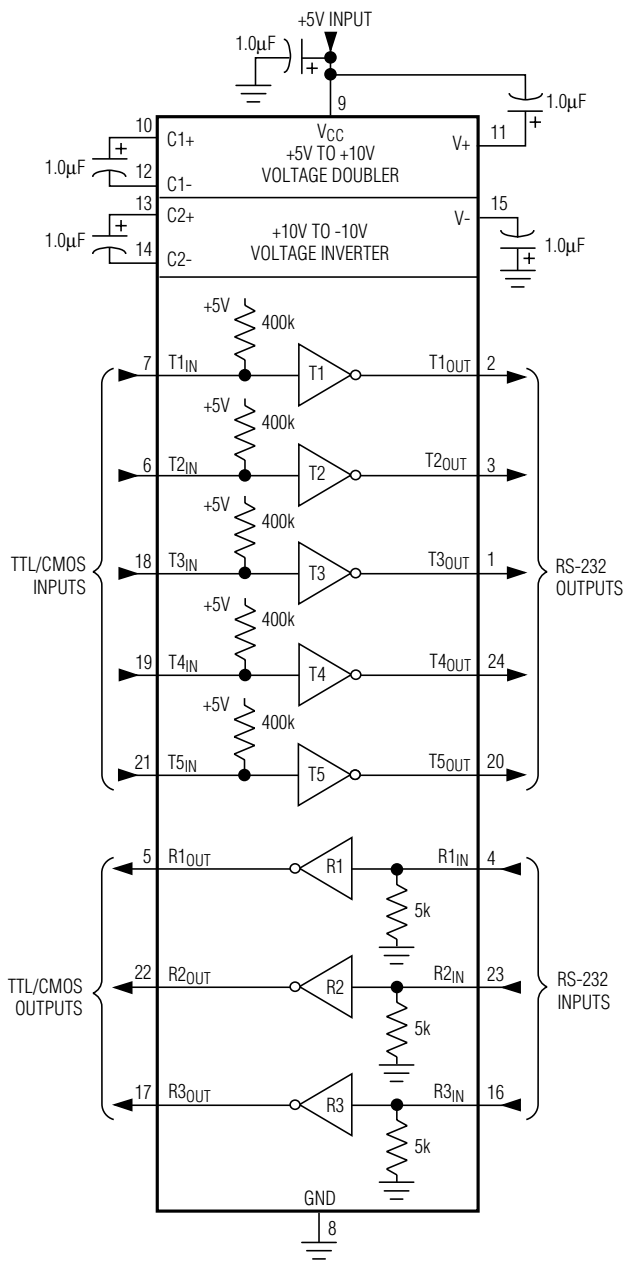 +5V INPUT
1.0µF
+
9
1.0µF
+
10
C1+
VCC
+5V TO +10V
VOLTAGE DOUBLER
V+
11
+
1.0µF
12
C1-
13
C2+
+10V TO -10V
VOLTAGE INVERTER
V-
15
+
1.0µF
14
C2-
+
1.0µF
+5V
400k
7
T1IN
T1
T1OUT
2
+5V
400k
6
T2IN
T2
T2OUT
3
+5V
400k
TTL/CMOS
INPUTS
18
T3IN
T3
T3OUT
1
RS-232
OUTPUTS
+5V
400k
19
T4IN
T4
T4OUT
24
+5V
400k
21
T5IN
T5
T5OUT
20
5
R1OUT
R1
R1IN
4
5k
TTL/CMOS
OUTPUTS
22
R2OUT
R2
R2IN
23
RS-232
INPUTS
5k
17
R3OUT
R3
R3IN
16
5k
GND
8